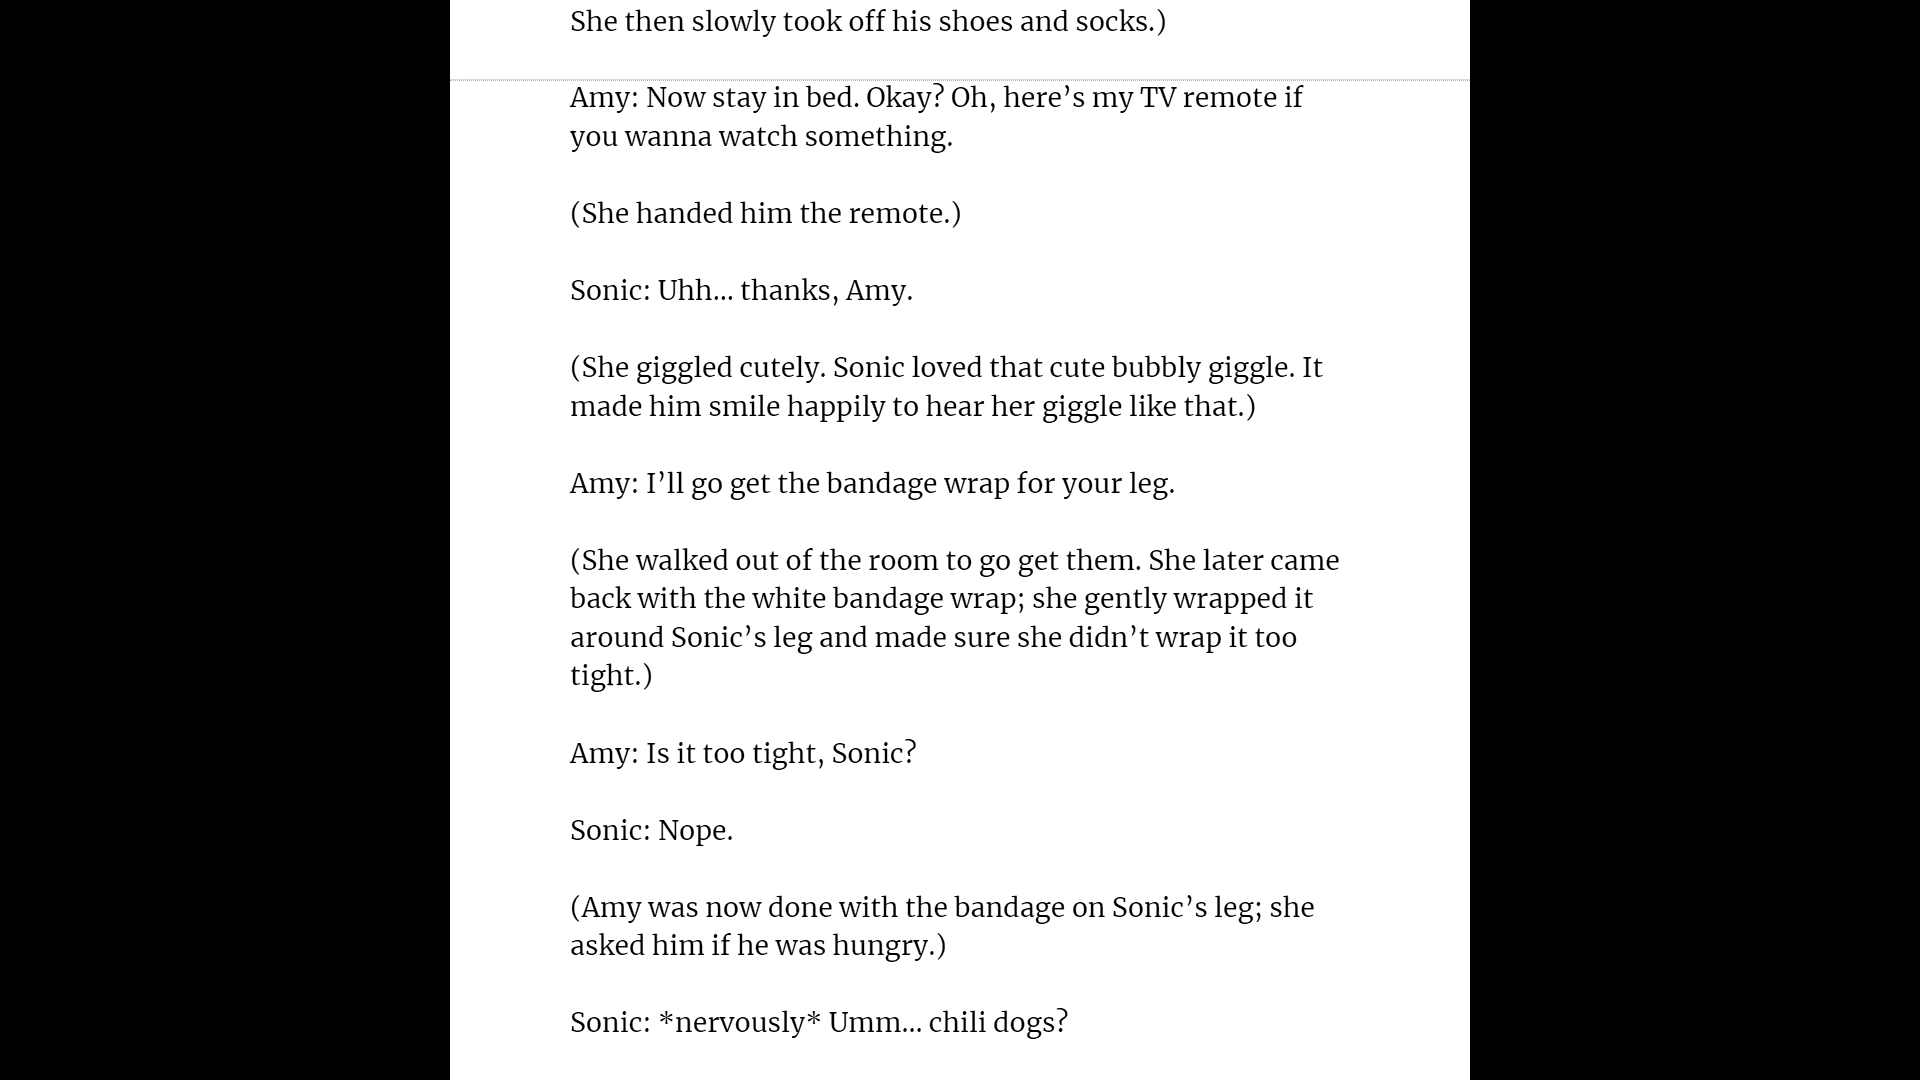 She then slowly took off his shoes and socks.)
Amy: Now stay in bed. Okay? Oh, here’s my TV remote if
you wanna watch something.
(She handed him the remote.)
Sonic: Uhh... thanks, Amy.
(She giggled cutely. Sonic loved that cute bubbly giggle. It
made him smile happily to hear her giggle like that.)
Amy: I’ll go get the bandage wrap for your leg.
(She walked out of the room to go get them. She later came
back with the white bandage wrap; she gently wrapped it
around Sonic’s leg and made sure she didn’t wrap it too
tight.)
Amy: Is it too tight, Sonic?
Sonic: Nope.
(Amy was now done with the bandage on Sonic’s leg; she
asked him if he was hungry.)
Sonic: *nervously* Umm... chili dogs?